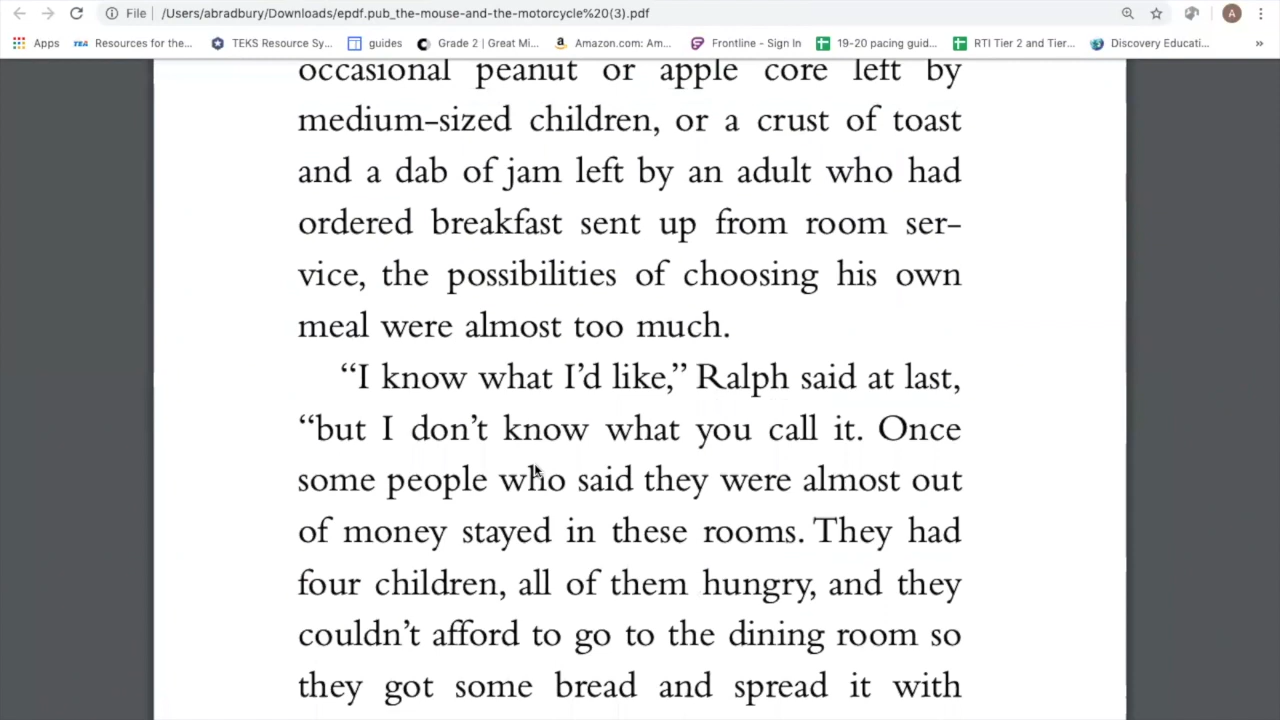 File | /Users/abradbury/Downloads/epdf.pub_the-mouse-and-the-motorcycle%20(3).pdf A
Apps TEA Resources for the... TEKS Resource Sy... guides Grade 2 | Great Mi... a Amazon.com: Am... Frontline - Sign In 19-20 pacing guid... RTI Tier 2 and Tier... Discovery Educati... »
occasional peanut or apple core left by
medium-sized children, or a crust of toast
and a dab of jam left by an adult who had
ordered breakfast sent up from room ser-
vice, the possibilities of choosing his own
meal were almost too much.
“I know what I’d like,” Ralph said at last,
“but I don’t know what you call it. Once
some people who said they were almost out
of money stayed in these rooms. They had
four children, all of them hungry, and they
couldn’t afford to go to the dining room so
they got some bread and spread it with